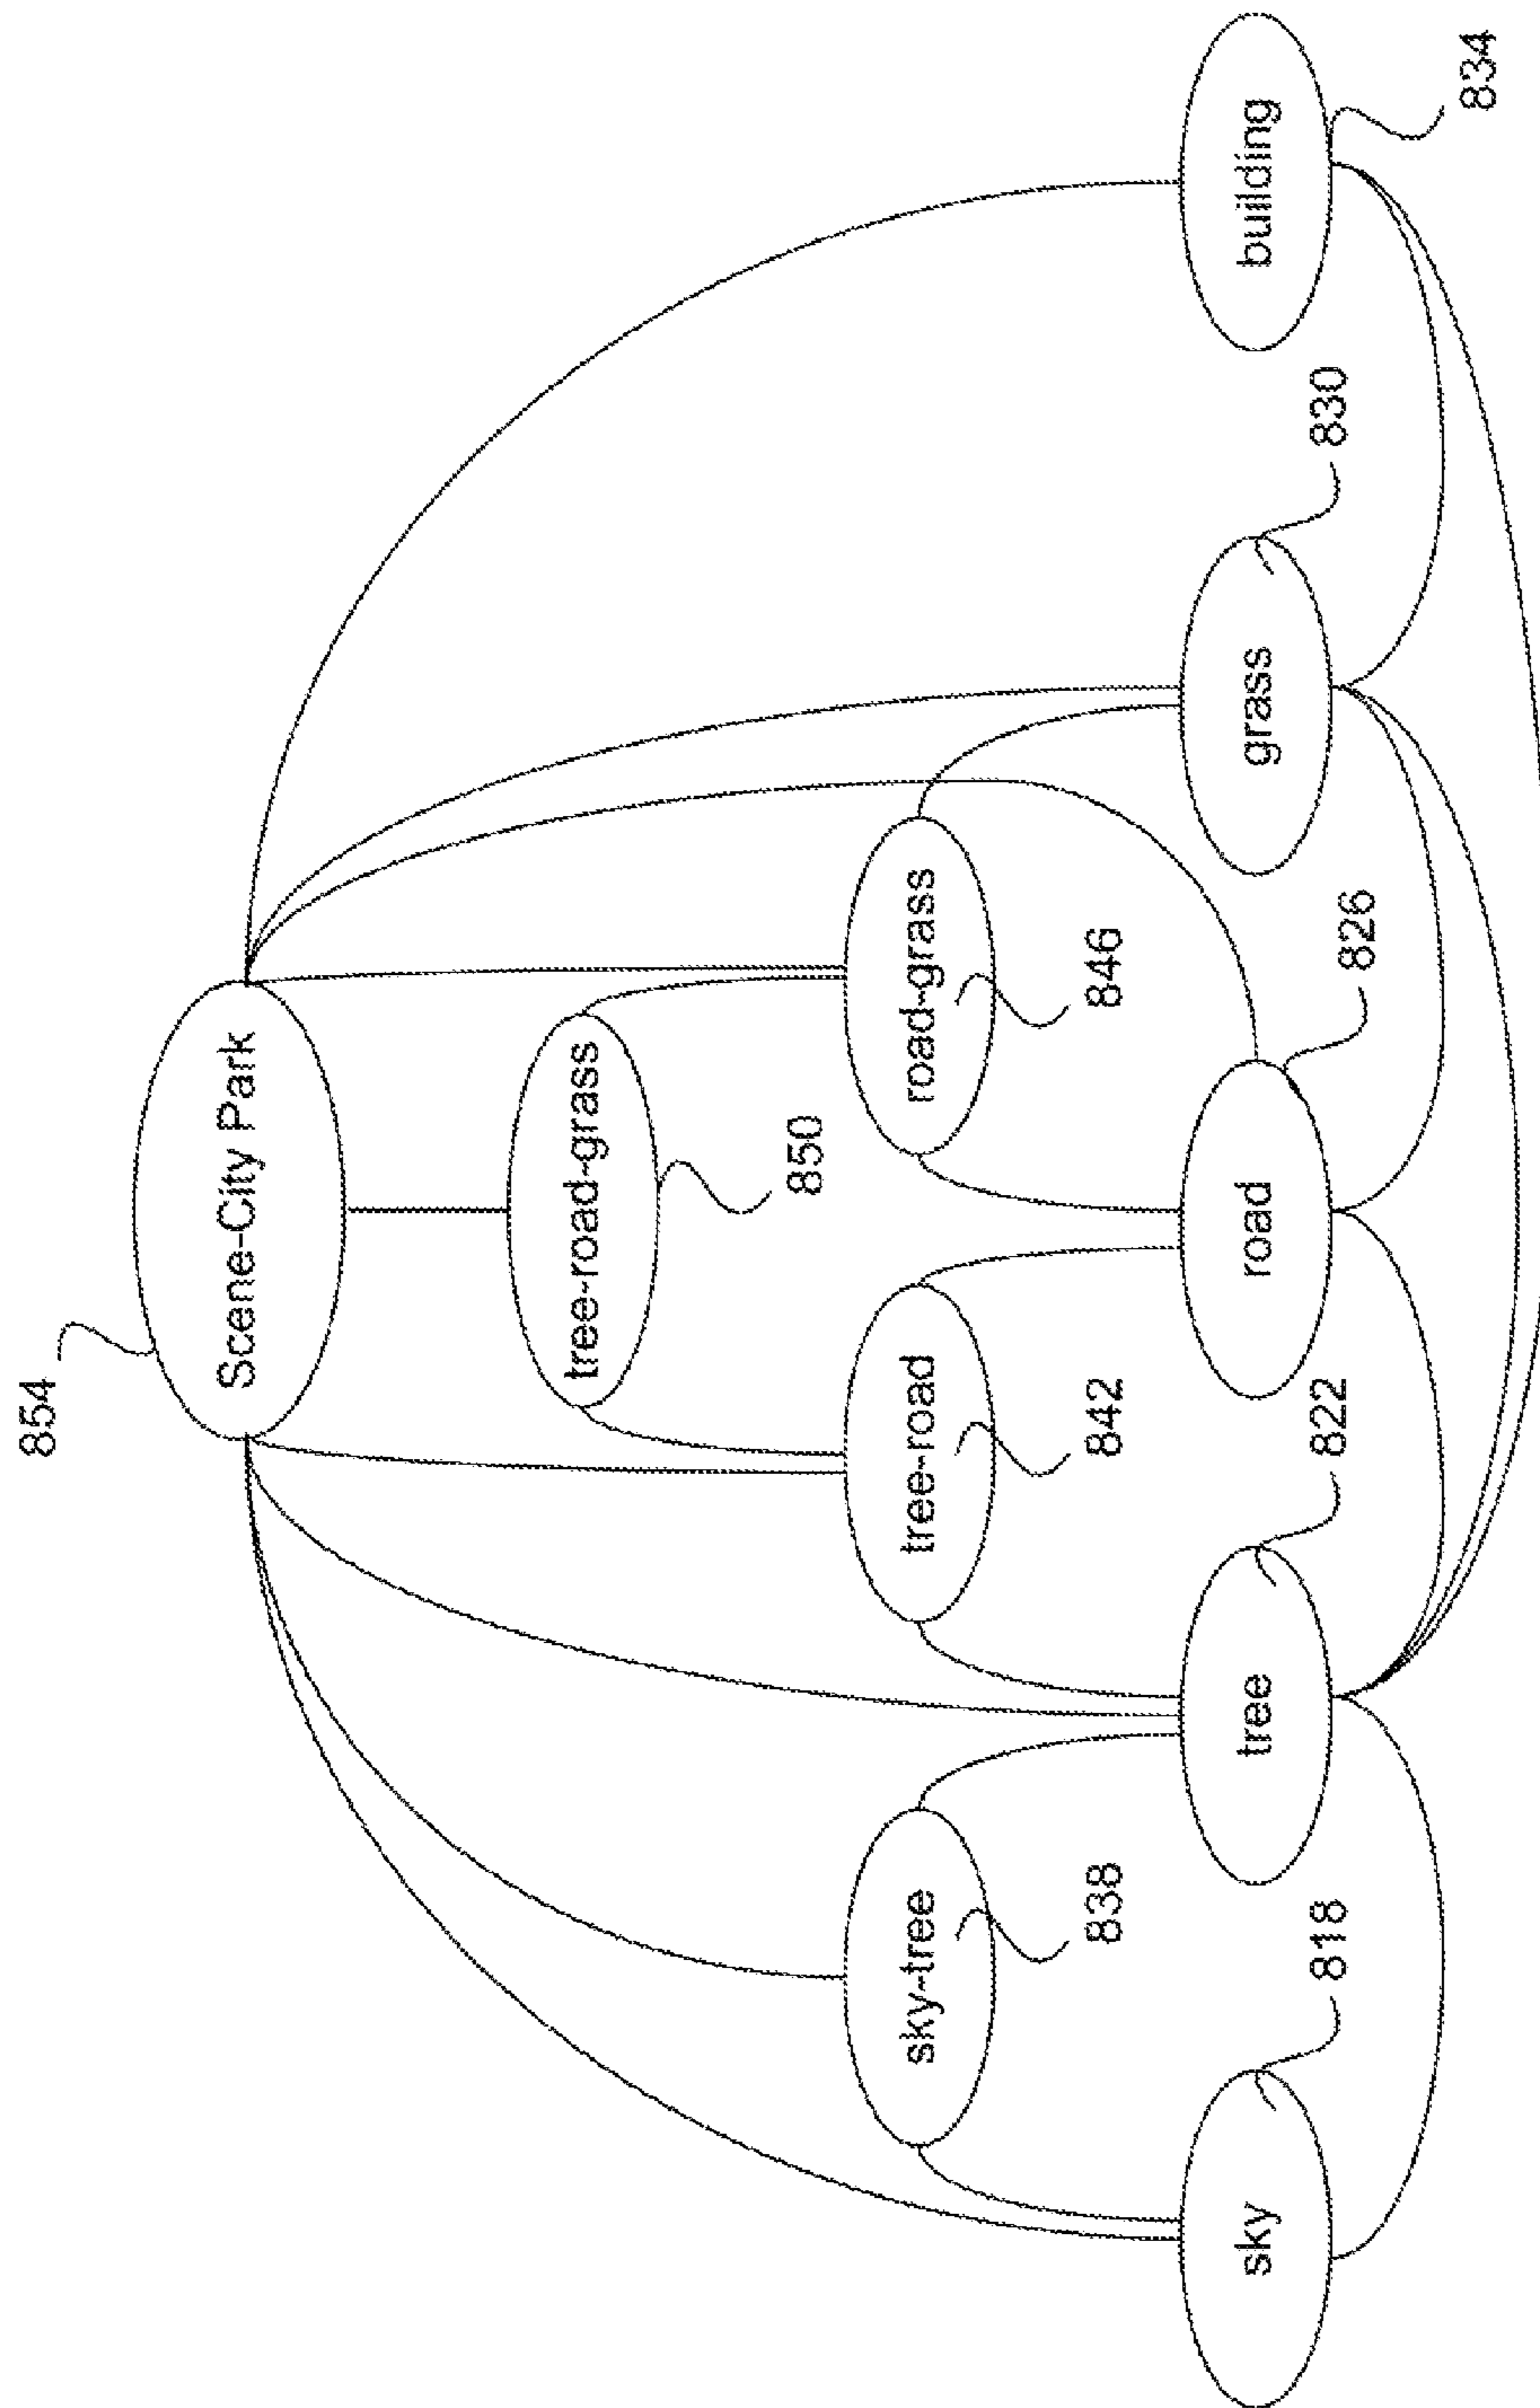 854
Scene-City Park
tree-road-grass
850
sky-tree
838
tree-road
842
road-grass
846
sky
818
tree
822
road
826
grass
830
building
834